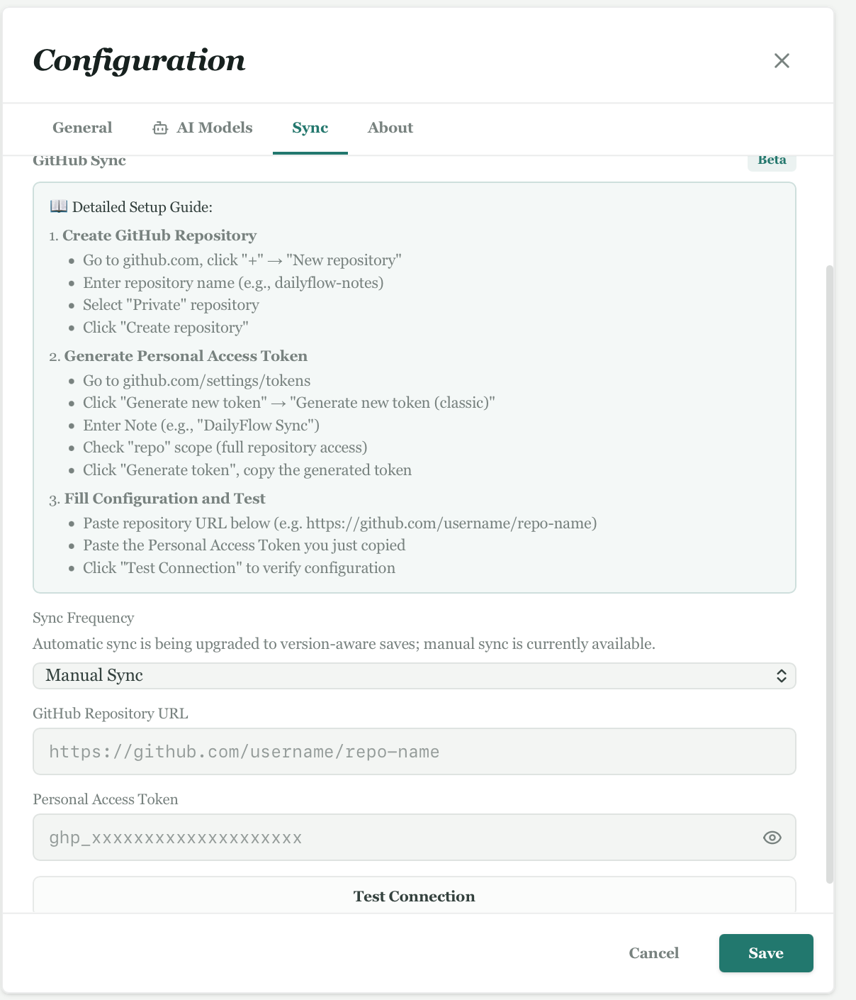 Configuration
General
AI Models
Sync
About
GitHub Sync
Beta
📖 Detailed Setup Guide:
1. Create GitHub Repository
• Go to github.com, click "+" → "New repository"
• Enter repository name (e.g., dailyflow-notes)
• Select "Private" repository
• Click "Create repository"
2. Generate Personal Access Token
• Go to github.com/settings/tokens
• Click "Generate new token" → "Generate new token (classic)"
• Enter Note (e.g., "DailyFlow Sync")
• Check "repo" scope (full repository access)
• Click "Generate token", copy the generated token
3. Fill Configuration and Test
• Paste repository URL below (e.g. https://github.com/username/repo-name)
• Paste the Personal Access Token you just copied
• Click "Test Connection" to verify configuration
Sync Frequency
Automatic sync is being upgraded to version-aware saves; manual sync is currently available.
Manual Sync
GitHub Repository URL
https://github.com/username/repo-name
Personal Access Token
ghp_xxxxxxxxxxxxxxxxxxxx
Test Connection
Cancel
Save